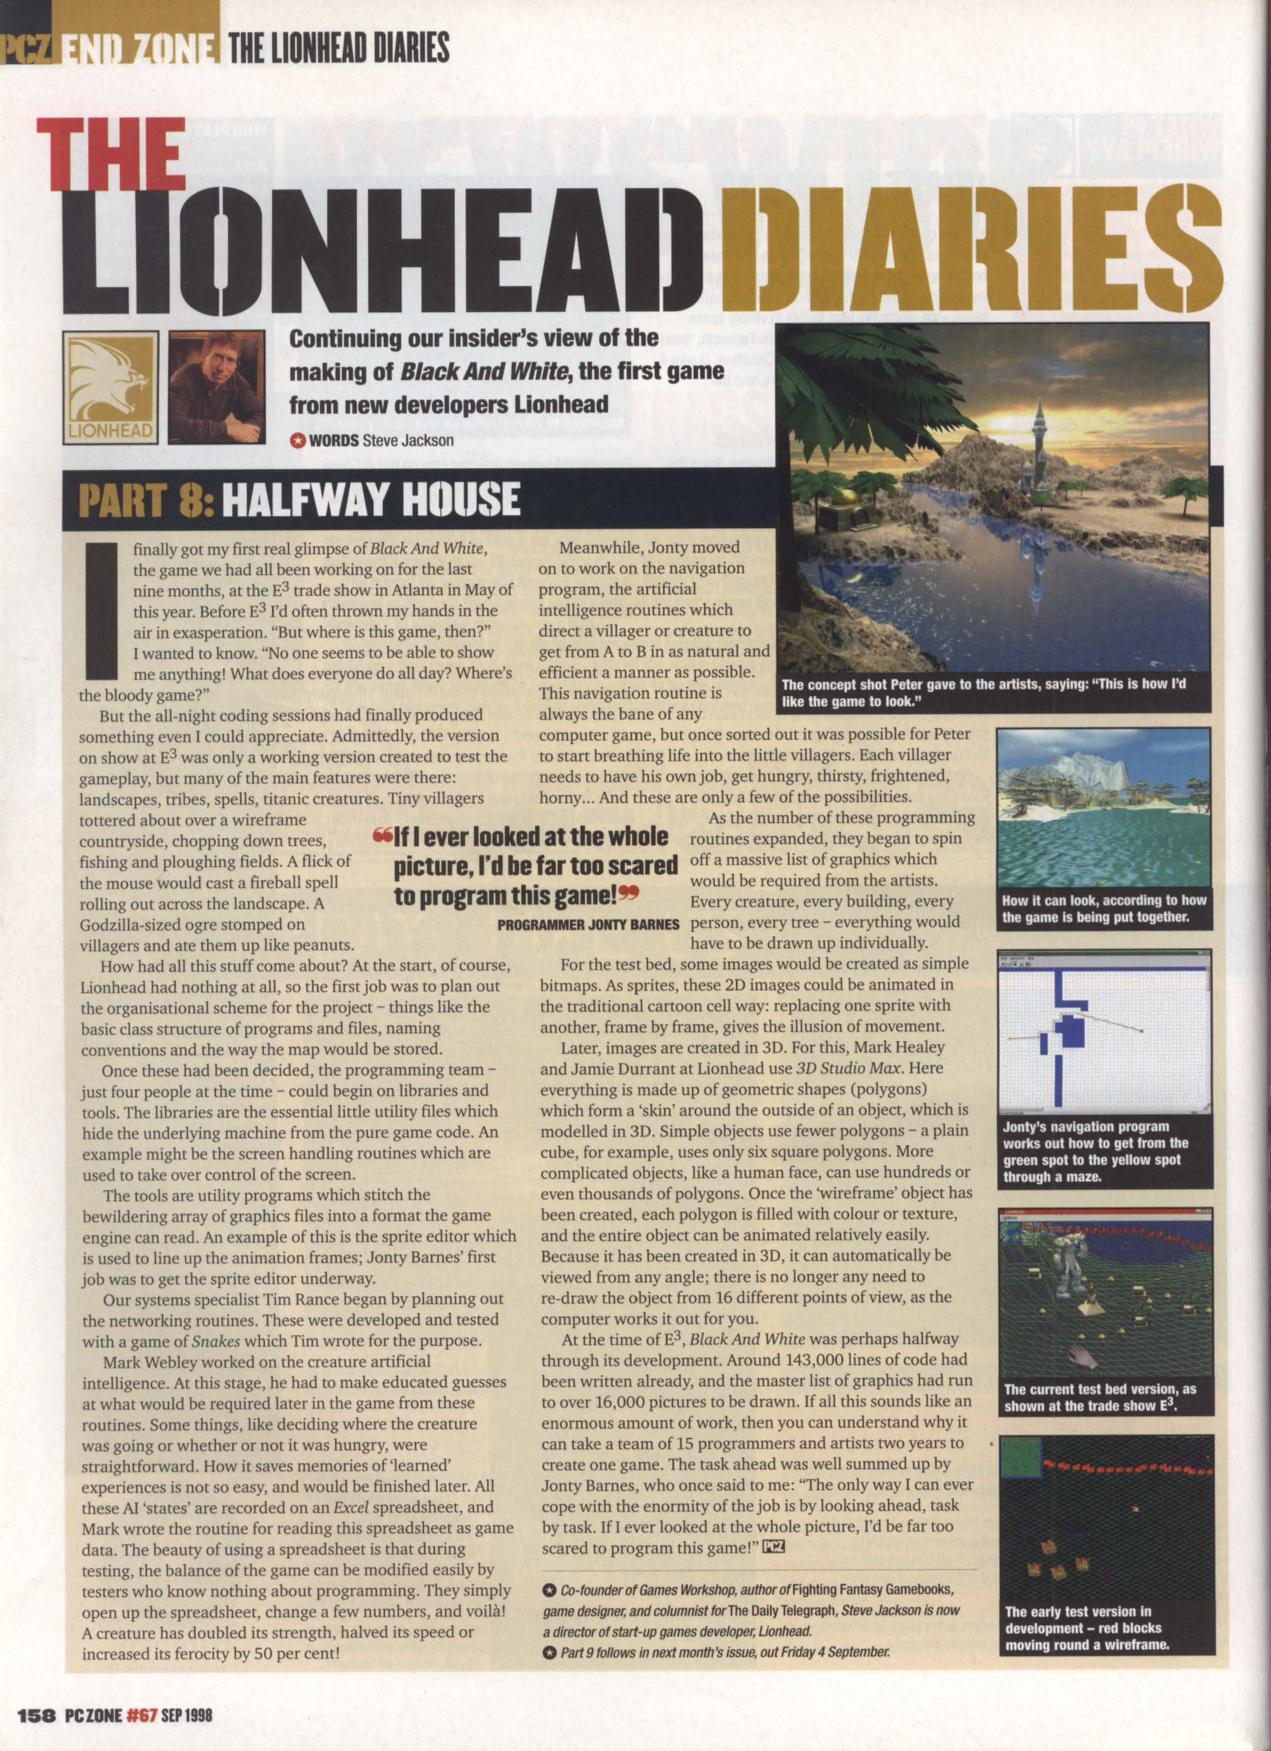 PCZ END ZONE THE LIONHEAD DIARIES
THE
LIONHEAD DIARIES
LIONHEAD
Continuing our insider's view of the
making of Black And White, the first game
from new developers Lionhead
WORDS Steve Jackson
PART 8: HALFWAY HOUSE
I finally got my first real glimpse of Black And White,
the game we had all been working on for the last
nine months, at the E3 trade show in Atlanta in May of
this year. Before E3 I'd often thrown my hands in the
air in exasperation. “But where is this game, then?”
I wanted to know. “No one seems to be able to show
me anything! What does everyone do all day? Where's
the bloody game?”
But the all-night coding sessions had finally produced
something even I could appreciate. Admittedly, the version
on show at E3 was only a working version created to test the
gameplay, but many of the main features were there:
landscapes, tribes, spells, titanic creatures. Tiny villagers
tottered about over a wireframe
countryside, chopping down trees,
fishing and ploughing fields. A flick of
the mouse would cast a fireball spell
rolling out across the landscape. A
Godzilla-sized ogre stomped on
villagers and ate them up like peanuts.
How had all this stuff come about? At the start, of course,
Lionhead had nothing at all, so the first job was to plan out
the organisational scheme for the project – things like the
basic class structure of programs and files, naming
conventions and the way the map would be stored.
Once these had been decided, the programming team –
just four people at the time – could begin on libraries and
tools. The libraries are the essential little utility files which
hide the underlying machine from the pure game code. An
example might be the screen handling routines which are
used to take over control of the screen.
The tools are utility programs which stitch the
bewildering array of graphics files into a format the game
engine can read. An example of this is the sprite editor which
is used to line up the animation frames; Jonty Barnes' first
job was to get the sprite editor underway.
Our systems specialist Tim Rance began by planning out
the networking routines. These were developed and tested
with a game of Snakes which Tim wrote for the purpose.
Mark Webley worked on the creature artificial
intelligence. At this stage, he had to make educated guesses
at what would be required later in the game from these
routines. Some things, like deciding where the creature
was going or whether or not it was hungry, were
straightforward. How it saves memories of 'learned'
experiences is not so easy, and would be finished later. All
these AI 'states' are recorded on an Excel spreadsheet, and
Mark wrote the routine for reading this spreadsheet as game
data. The beauty of using a spreadsheet is that during
testing, the balance of the game can be modified easily by
testers who know nothing about programming. They simply
open up the spreadsheet, change a few numbers, and voilà!
A creature has doubled its strength, halved its speed or
increased its ferocity by 50 per cent!
“If I ever looked at the whole
picture, I'd be far too scared
to program this game!”
PROGRAMMER JONTY BARNES
Meanwhile, Jonty moved
on to work on the navigation
program, the artificial
intelligence routines which
direct a villager or creature to
get from A to B in as natural and
efficient a manner as possible.
This navigation routine is
always the bane of any
computer game, but once sorted out it was possible for Peter
to start breathing life into the little villagers. Each villager
needs to have his own job, get hungry, thirsty, frightened,
horny... And these are only a few of the possibilities.
As the number of these programming
routines expanded, they began to spin
off a massive list of graphics which
would be required from the artists.
Every creature, every building, every
person, every tree – everything would
have to be drawn up individually.
For the test bed, some images would be created as simple
bitmaps. As sprites, these 2D images could be animated in
the traditional cartoon cell way: replacing one sprite with
another, frame by frame, gives the illusion of movement.
Later, images are created in 3D. For this, Mark Healey
and Jamie Durrant at Lionhead use 3D Studio Max. Here
everything is made up of geometric shapes (polygons)
which form a 'skin' around the outside of an object, which is
modelled in 3D. Simple objects use fewer polygons – a plain
cube, for example, uses only six square polygons. More
complicated objects, like a human face, can use hundreds or
even thousands of polygons. Once the 'wireframe' object has
been created, each polygon is filled with colour or texture,
and the entire object can be animated relatively easily.
Because it has been created in 3D, it can automatically be
viewed from any angle; there is no longer any need to
re-draw the object from 16 different points of view, as the
computer works it out for you.
At the time of E3, Black And White was perhaps halfway
through its development. Around 143,000 lines of code had
been written already, and the master list of graphics had run
to over 16,000 pictures to be drawn. If all this sounds like an
enormous amount of work, then you can understand why it
can take a team of 15 programmers and artists two years to
create one game. The task ahead was well summed up by
Jonty Barnes, who once said to me: “The only way I can ever
cope with the enormity of the job is by looking ahead, task
by task. If I ever looked at the whole picture, I'd be far too
scared to program this game!” PCZ
Co-founder of Games Workshop, author of Fighting Fantasy Gamebooks,
game designer, and columnist for The Daily Telegraph, Steve Jackson is now
a director of start-up games developer, Lionhead.
Part 9 follows in next month's issue, out Friday 4 September.
The concept shot Peter gave to the artists, saying: “This is how I'd
like the game to look.”
How it can look, according to how
the game is being put together.
Jonty's navigation program
works out how to get from the
green spot to the yellow spot
through a maze.
The current test bed version, as
shown at the trade show E3.
The early test version in
development – red blocks
moving round a wireframe.
158 PC ZONE #67 SEP 1998